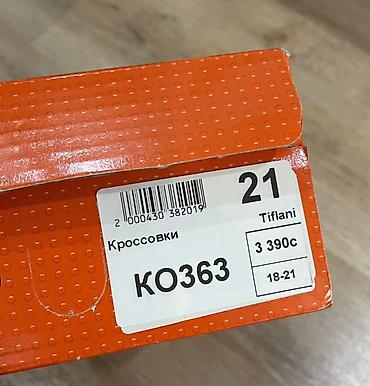 21
2 000430 382019
Tiflani
Кроссовки
3 390с
КО363
18-21